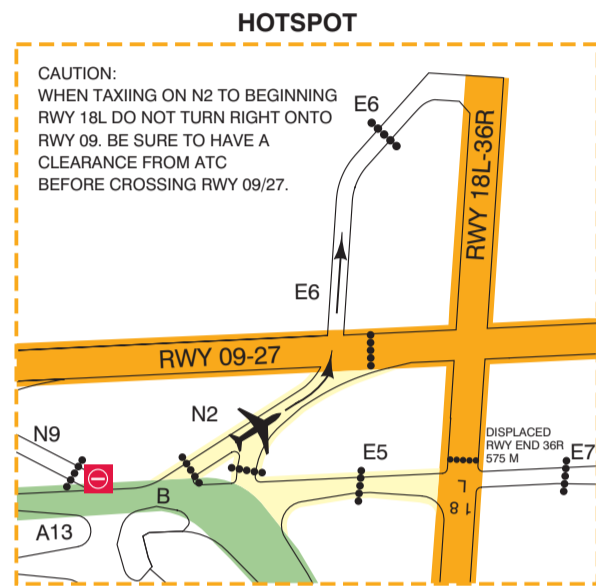 HOTSPOT
CAUTION:
WHEN TAXIING ON N2 TO BEGINNING
RWY 18L DO NOT TURN RIGHT ONTO
RWY 09. BE SURE TO HAVE A
CLEARANCE FROM ATC
BEFORE CROSSING RWY 09/27.
E6
RWY 18L-36R
E6
RWY 09-27
N2
N9
DISPLACED
RWY END 36R
575 M
E5
E7
B
18
L
A13